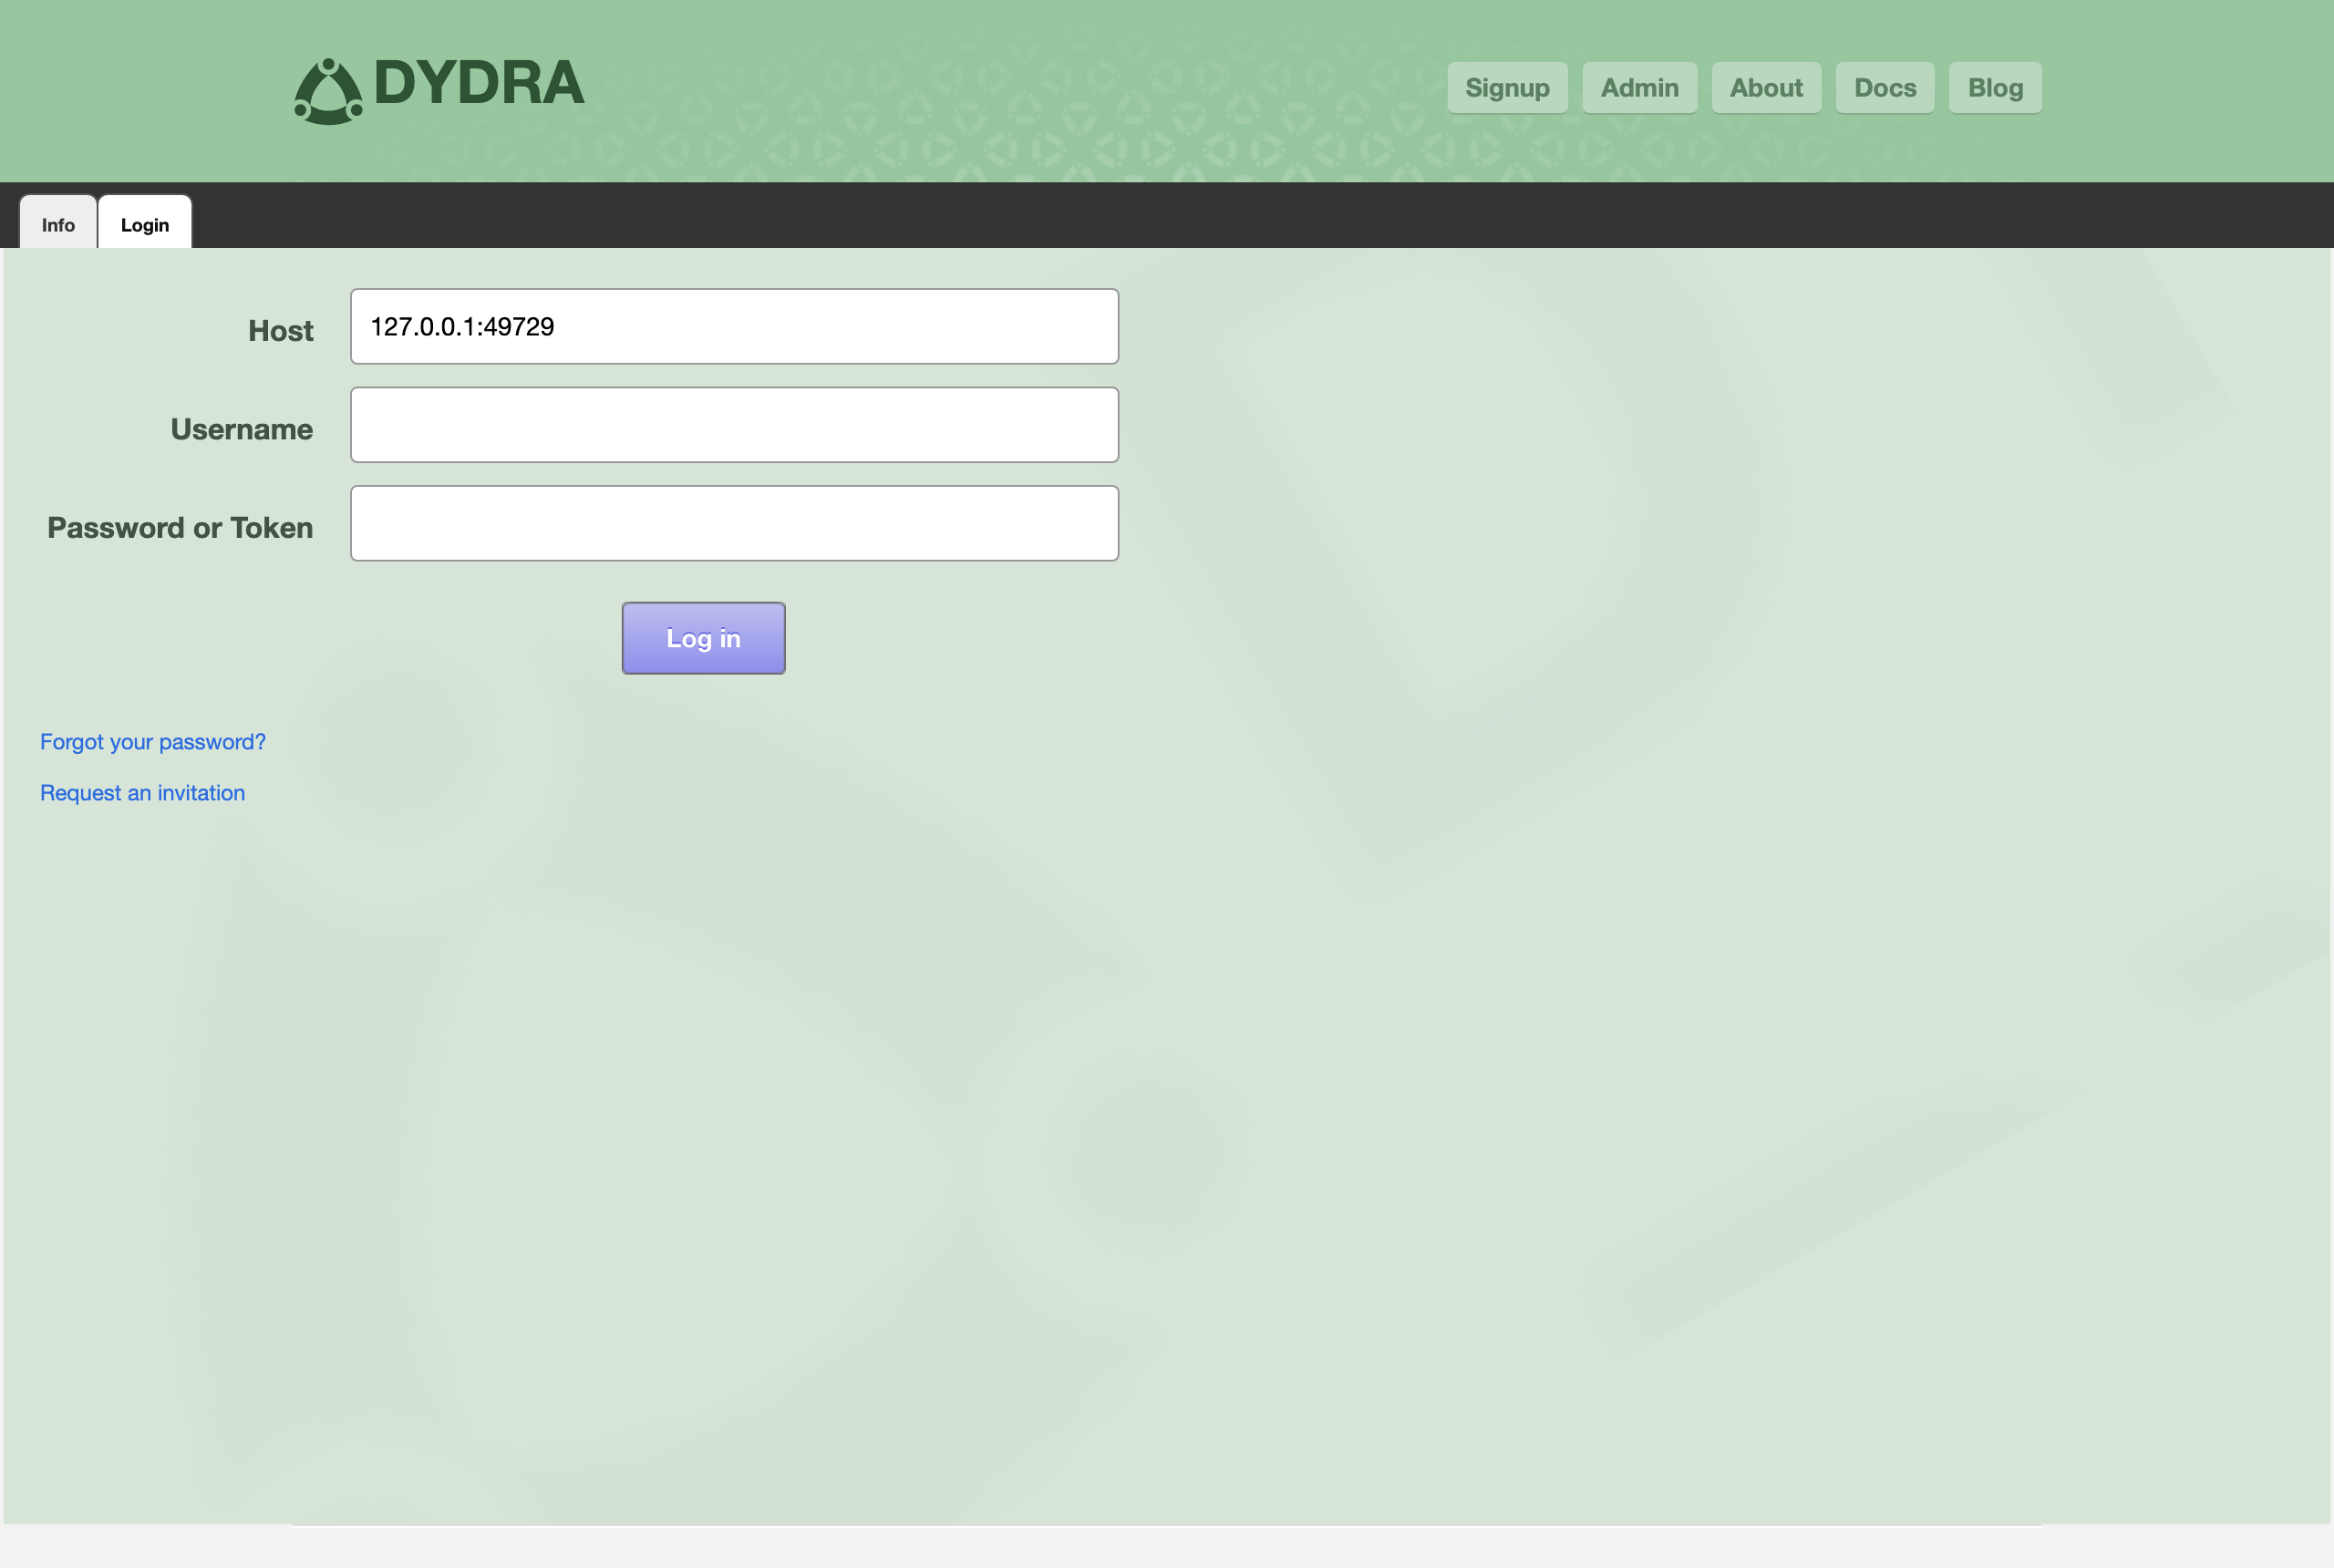 DYDRA
Signup Admin About Docs Blog
Info Login
Host 127.0.0.1:49729
Username
Password or Token
Log in
Forgot your password?
Request an invitation